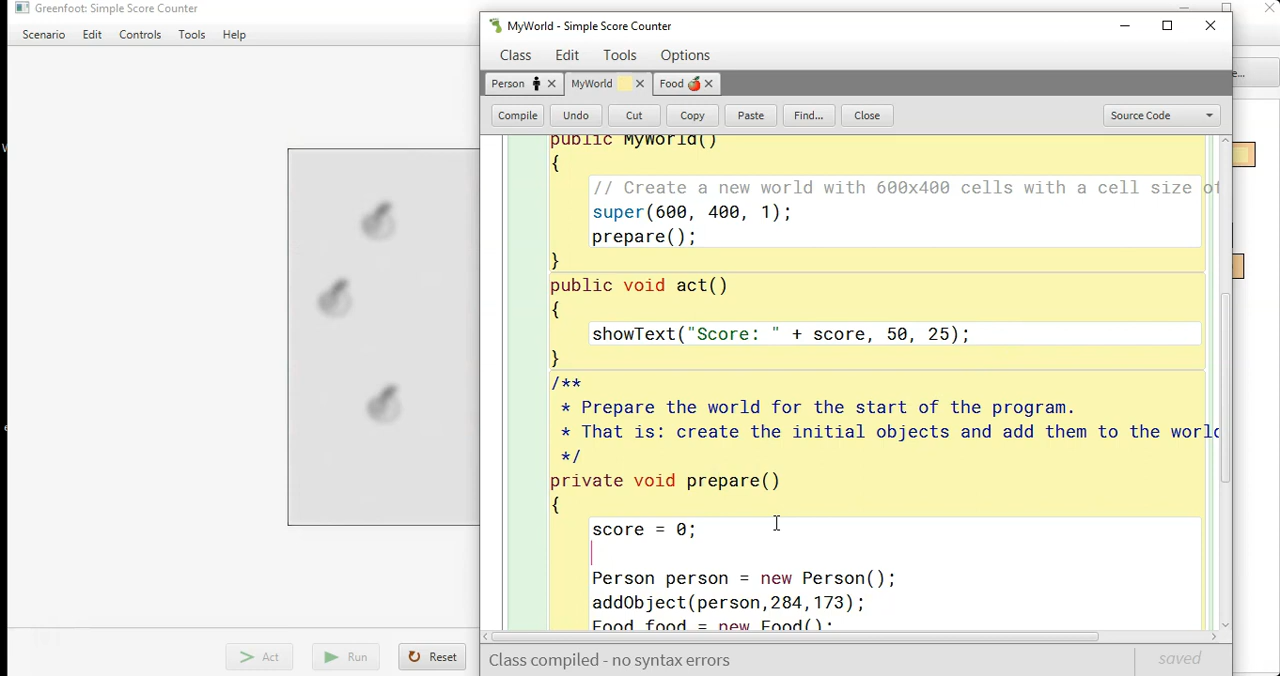 Greenfoot: Simple Score Counter
Scenario Edit Controls Tools Help
MyWorld - Simple Score Counter
Class Edit Tools Options
Person MyWorld Food
Compile Undo Cut Copy Paste Find... Close Source Code
public MyWorld()
{
// Create a new world with 600x400 cells with a cell size of
super(600, 400, 1);
prepare();
}
public void act()
{
showText("Score: " + score, 50, 25);
}
/**
* Prepare the world for the start of the program.
* That is: create the initial objects and add them to the world
*/
private void prepare()
{
score = 0;
Person person = new Person();
addObject(person,284,173);
Food food = new Food();
Act Run Reset
Class compiled - no syntax errors
saved